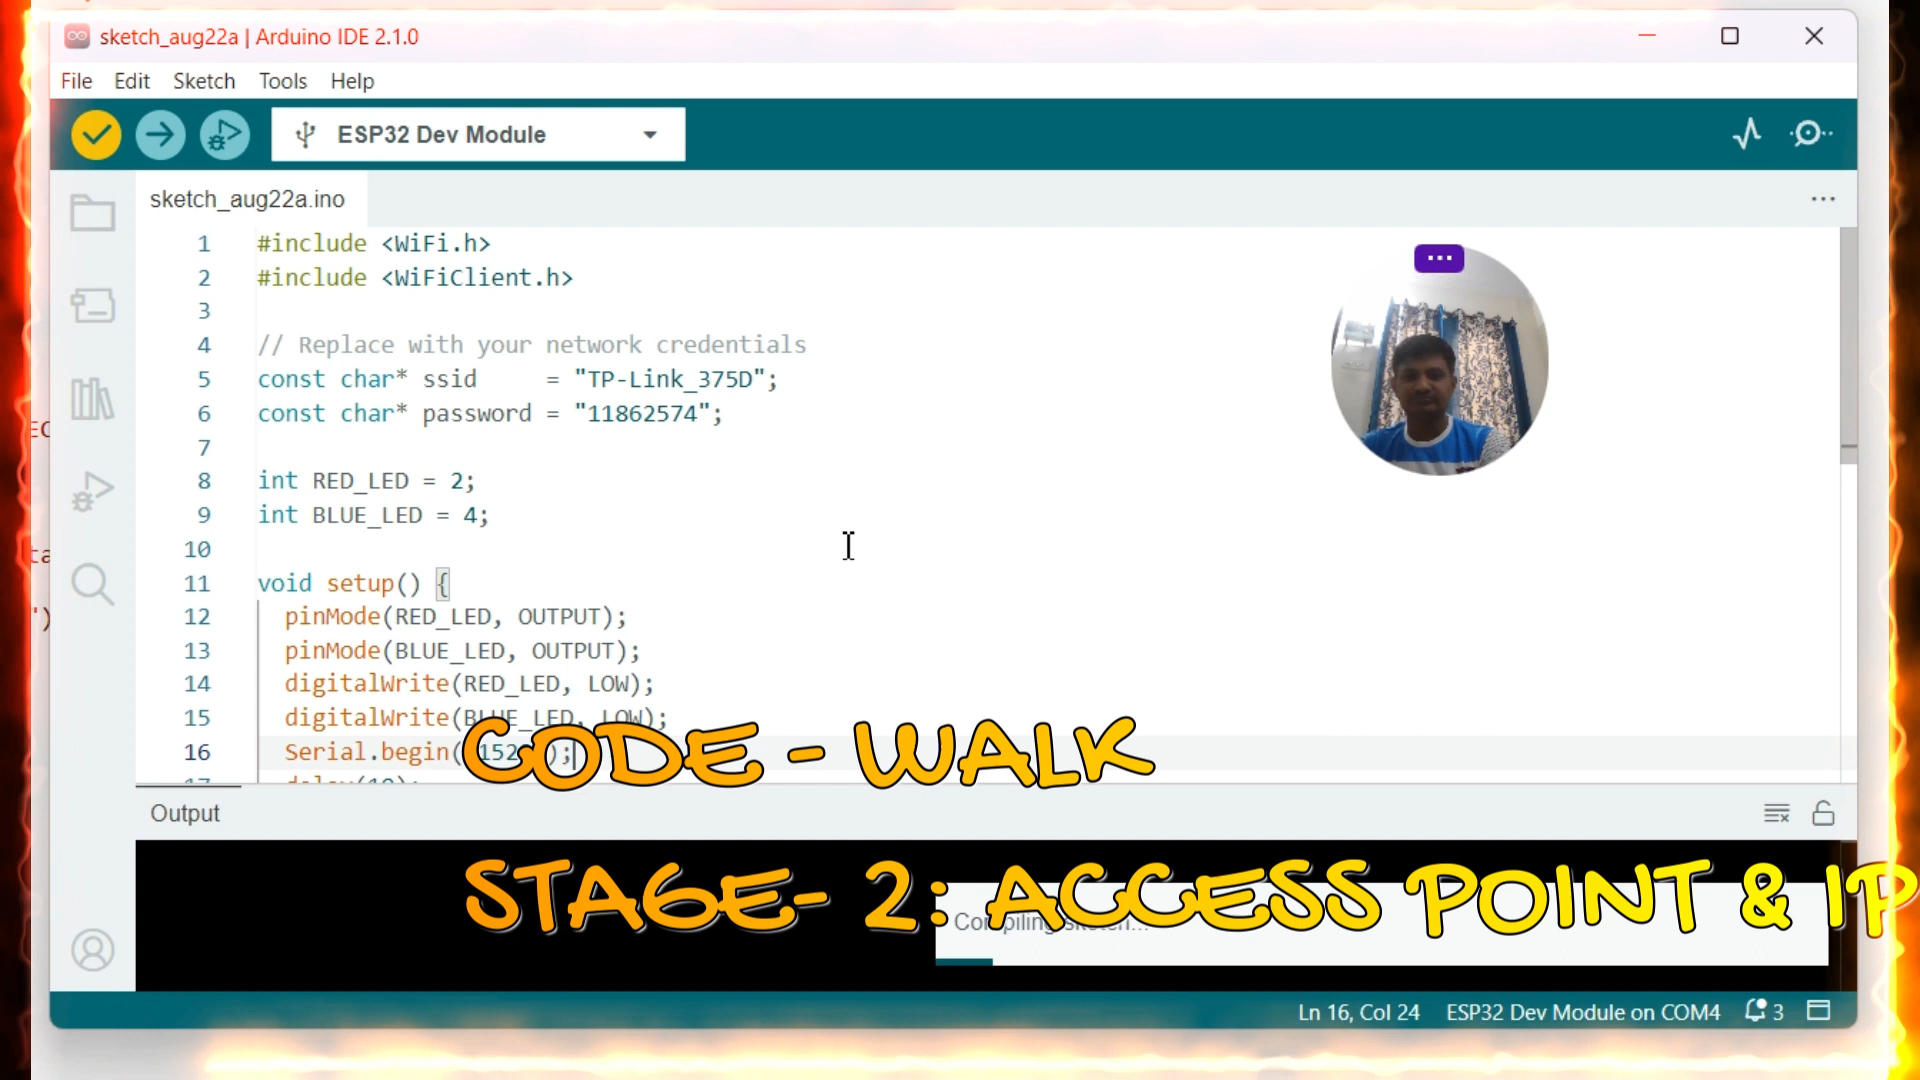 sketch_aug22a | Arduino IDE 2.1.0
File Edit Sketch Tools Help
ESP32 Dev Module
sketch_aug22a.ino
1 #include <WiFi.h>
2 #include <WiFiClient.h>
3
4 // Replace with your network credentials
5 const char* ssid     = "TP-Link_375D";
6 const char* password = "11862574";
7
8 int RED_LED = 2;
9 int BLUE_LED = 4;
10
11 void setup() {
12 pinMode(RED_LED, OUTPUT);
13 pinMode(BLUE_LED, OUTPUT);
14 digitalWrite(RED_LED, LOW);
15 digitalWrite(BLUE_LED, LOW);
16 Serial.begin(
CODE - WALK
Output
STAGE- 2: ACCESS POINT & IP
Compiling sketch...
Ln 16, Col 24 ESP32 Dev Module on COM4 3